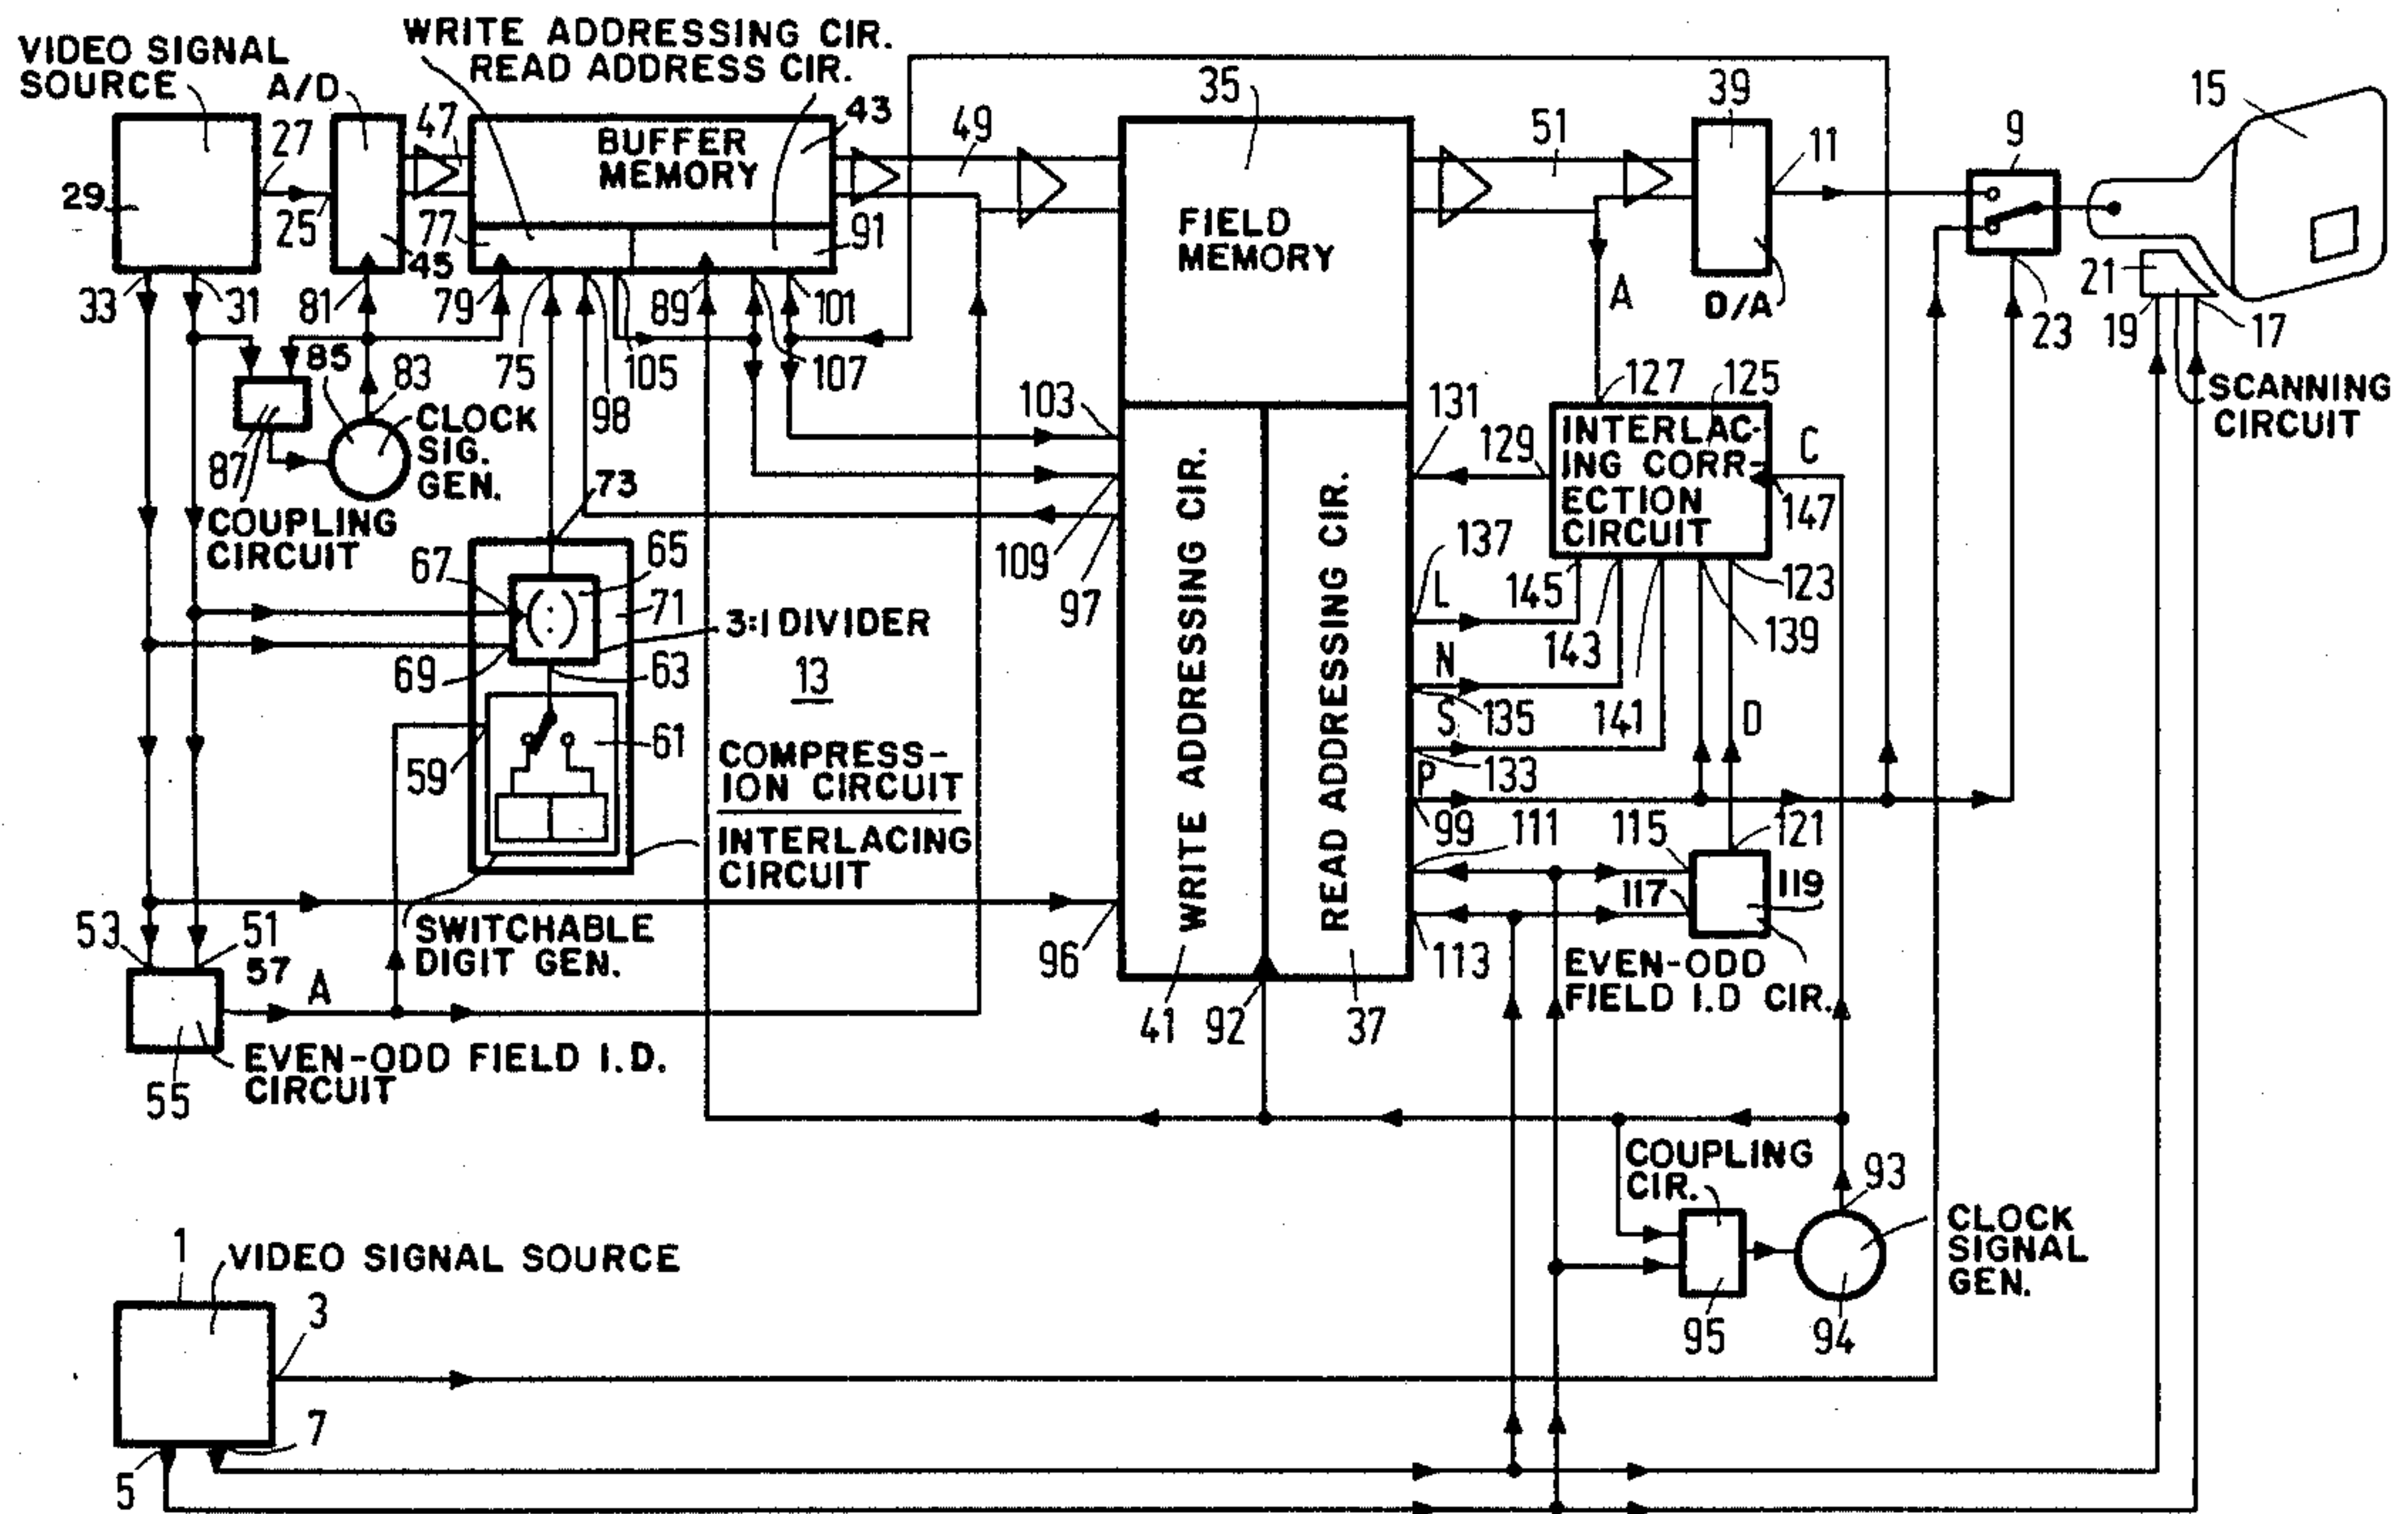 WRITE ADDRESSING CIR.
READ ADDRESS CIR.
VIDEO SIGNAL
SOURCE
A/D
47
BUFFER
MEMORY
43
49
35
51
39
11
9
15
27
29
25
45
77
91
FIELD
MEMORY
A
D/A
21
23
19
17
SCANNING
CIRCUIT
33
31
81
79
75
98
105
89
107
101
85
83
CLOCK
SIG.
GEN.
87
COUPLING
CIRCUIT
103
131
127
125
129
INTERLAC-
ING CORR-
ECTION
CIRCUIT
C
147
73
109
97
137
67
65
71
3:1 DIVIDER
69
63
13
L
145
143
N
S
135
141
139
123
D
133
P
59
61
COMPRESS-
ION CIRCUIT
INTERLACING
CIRCUIT
WRITE ADDRESSING CIR.
READ ADDRESSING CIR.
99
111
115
121
117
119
113
53
51
57
A
SWITCHABLE
DIGIT GEN.
96
EVEN-ODD
FIELD I.D CIR.
41
92
37
55
EVEN-ODD FIELD I.D.
CIRCUIT
COUPLING
CIR.
93
CLOCK
SIGNAL
GEN.
95
94
1
VIDEO SIGNAL SOURCE
3
7
5